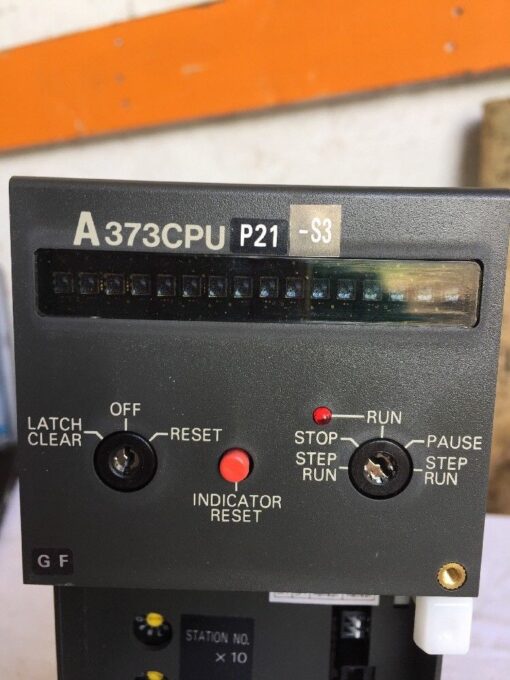 A373CPU P21 -S3
OFF
LATCH
CLEAR
RESET
INDICATOR
RESET
RUN
STOP
PAUSE
STEP
RUN
STEP
RUN
G F
STATION NO.
×10